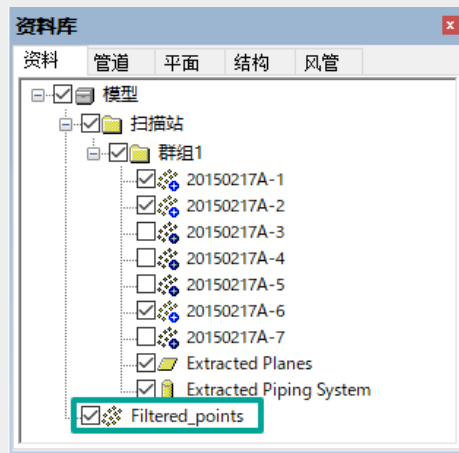 资料库
资料 管道 平面 结构 风管
模型
扫描站
群组1
20150217A-1
20150217A-2
20150217A-3
20150217A-4
20150217A-5
20150217A-6
20150217A-7
Extracted Planes
Extracted Piping System
Filtered_points